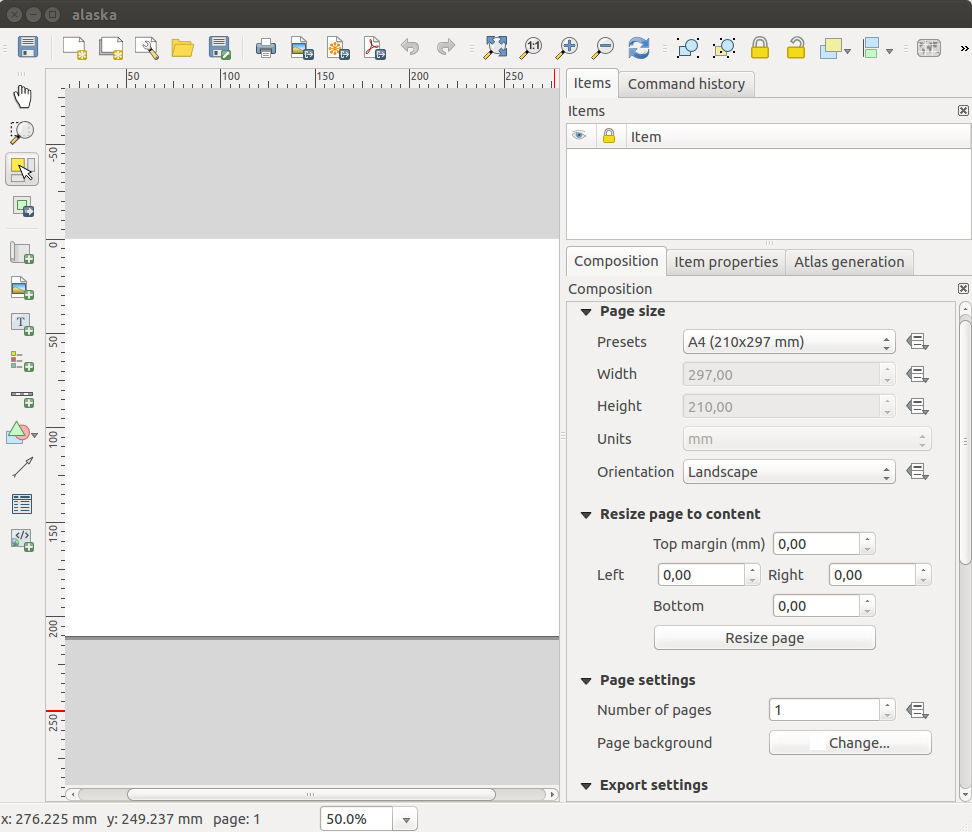 alaska
1:1
50 100 150 200 250
Items Command history
Items
Item
-50
0
50
100
150
200
250
T
</>
Composition Item properties Atlas generation
Composition
Page size
Presets A4 (210x297 mm)
Width 297,00
Height 210,00
Units mm
Orientation Landscape
Resize page to content
Top margin (mm) 0,00
Left 0,00 Right 0,00
Bottom 0,00
Resize page
Page settings
Number of pages 1
Page background Change...
Export settings
x: 276.225 mm y: 249.237 mm page: 1 50.0%